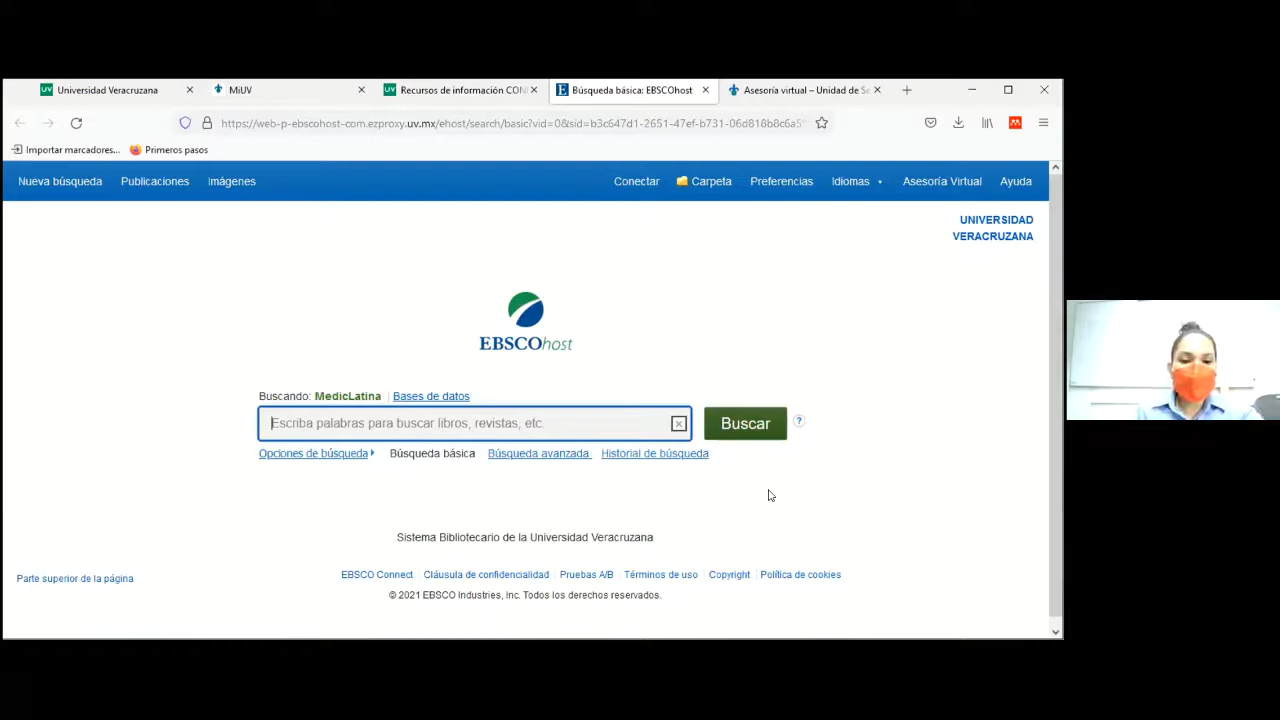 Universidad Veracruzana
MiUV
Recursos de información CON
Búsqueda básica: EBSCOhost
Asesoría virtual – Unidad de Se
https://web-p-ebscohost-com.ezproxy.uv.mx/ehost/search/basic?vid=0&sid=b3c647d1-2651-47ef-b731-06d818b8c6a5
Importar marcadores...
Primeros pasos
Nueva búsqueda Publicaciones Imágenes Conectar Carpeta Preferencias Idiomas Asesoría Virtual Ayuda
UNIVERSIDAD
VERACRUZANA
EBSCOhost
Buscando: MedicLatina Bases de datos
Escriba palabras para buscar libros, revistas, etc.
Buscar
?
Opciones de búsqueda Búsqueda básica Búsqueda avanzada Historial de búsqueda
Sistema Bibliotecario de la Universidad Veracruzana
Parte superior de la página
EBSCO Connect Cláusula de confidencialidad Pruebas A/B Términos de uso Copyright Política de cookies
© 2021 EBSCO Industries, Inc. Todos los derechos reservados.